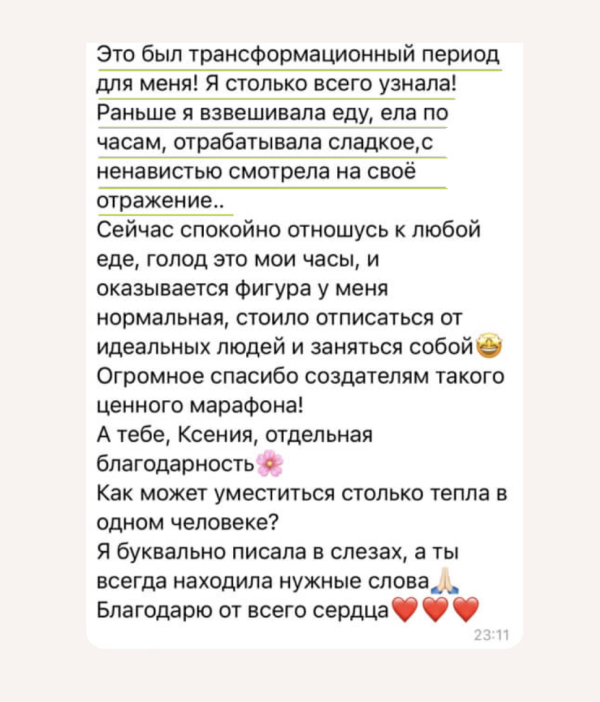 Это был трансформационный период
для меня! Я столько всего узнала!
Раньше я взвешивала еду, ела по
часам, отрабатывала сладкое,с
ненавистью смотрела на своё
отражение..
Сейчас спокойно отношусь к любой
еде, голод это мои часы, и
оказывается фигура у меня
нормальная, стоило отписаться от
идеальных людей и заняться собой🤩
Огромное спасибо создателям такого
ценного марафона!
А тебе, Ксения, отдельная
благодарность🌸
Как может уместиться столько тепла в
одном человеке?
Я буквально писала в слезах, а ты
всегда находила нужные слова🙏🏻
Благодарю от всего сердца❤️❤️❤️
23:11